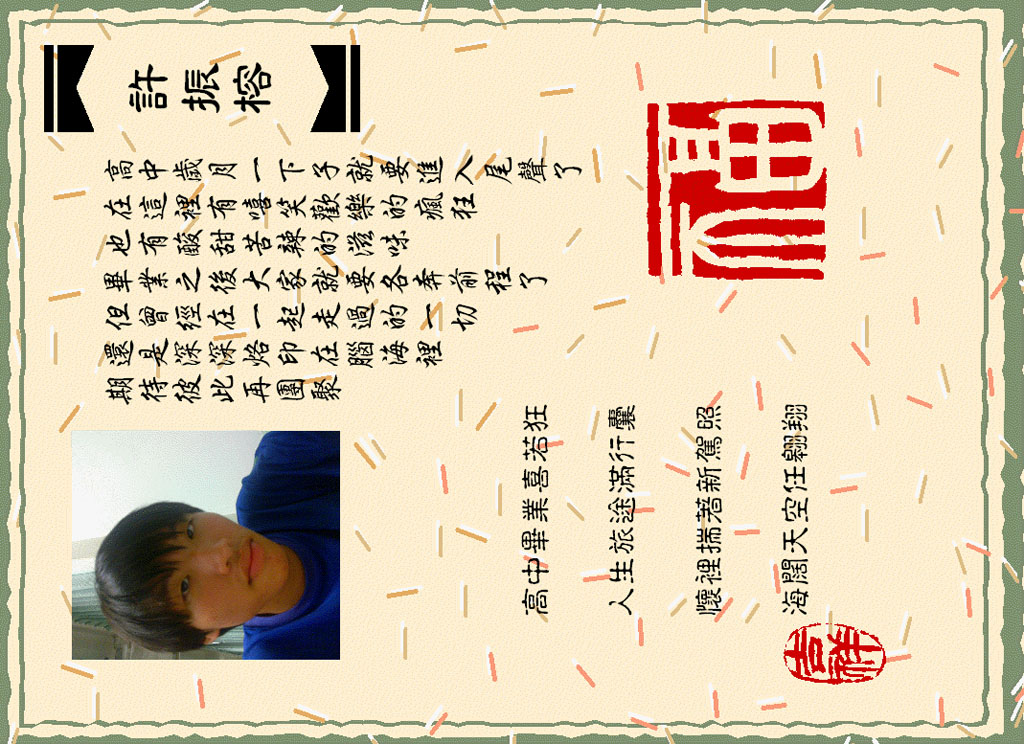 許振榕
高中歲月一下子就要進入尾聲了
在這裡有嘻笑歡樂的瘋狂
也有酸甜苦辣的滋味
畢業之後大家就要各奔前程了
但曾經在一起走過的一切
還是深深烙印在腦海裡
期待彼此再團聚
福
高中畢業喜若狂
人生旅途滿行囊
懷裡揣著新駕照
海闊天空任翱翔
吉祥